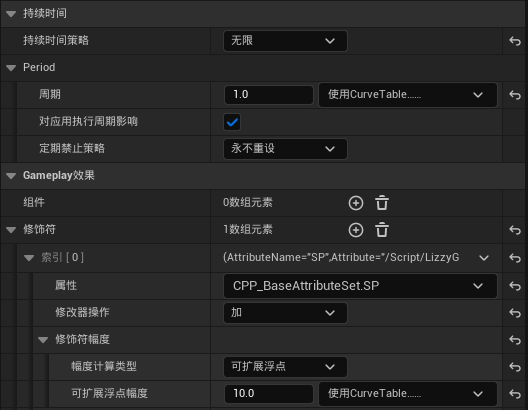 持续时间
持续时间策略 无限
Period
周期 1.0 使用CurveTable......
对应用执行周期影响
定期禁止策略 永不重设
Gameplay效果
组件 0数组元素
修饰符 1数组元素
索引 [ 0 ] (AttributeName="SP",Attribute="/Script/LizzyG
属性 CPP_BaseAttributeSet.SP
修改器操作 加
修饰符幅度
幅度计算类型 可扩展浮点
可扩展浮点幅度 10.0 使用CurveTable......